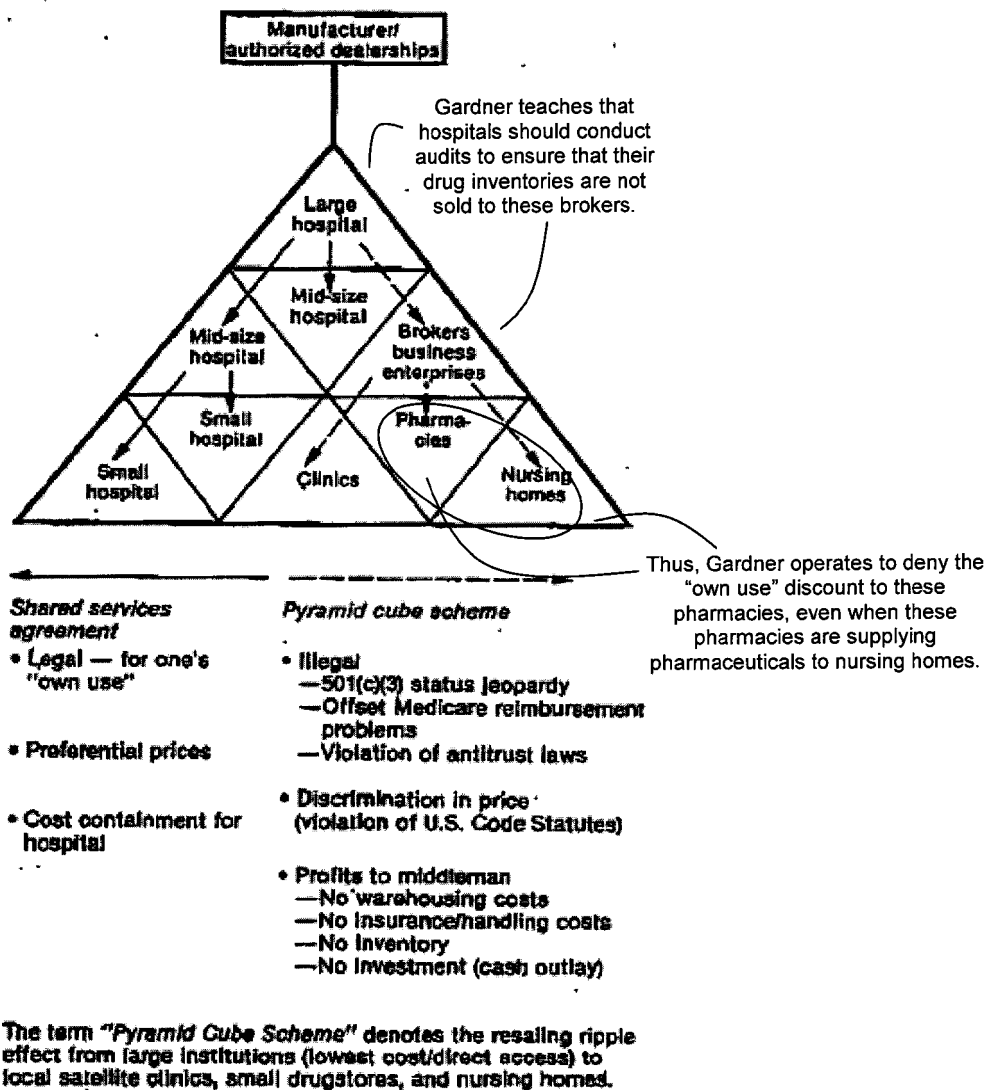 Manufacturer/
authorized dealerships
Gardner teaches that
hospitals should conduct
audits to ensure that their
drug inventories are not
sold to these brokers.
Large
hospital
Mid-size
hospital
Mid-size
hospital
Brokers
business
enterprises
Small
hospital
Pharma-
cies
Small
hospital
Clinics
Nursing
homes
Thus, Gardner operates to deny the
“own use” discount to these
pharmacies, even when these
pharmacies are supplying
pharmaceuticals to nursing homes.
Shared services
agreement
• Legal — for one's
"own use"
• Preferential prices
• Cost containment for
hospital
Pyramid cube scheme
• Illegal
—501(c)(3) status jeopardy
—Offset Medicare reimbursement
problems
—Violation of antitrust laws
• Discrimination in price
(violation of U.S. Code Statutes)
• Profits to middleman
—No warehousing costs
—No insurance/handling costs
—No inventory
—No investment (cash outlay)
The term "Pyramid Cube Scheme" denotes the resaling ripple
effect from large institutions (lowest cost/direct access) to
local satellite clinics, small drugstores, and nursing homes.